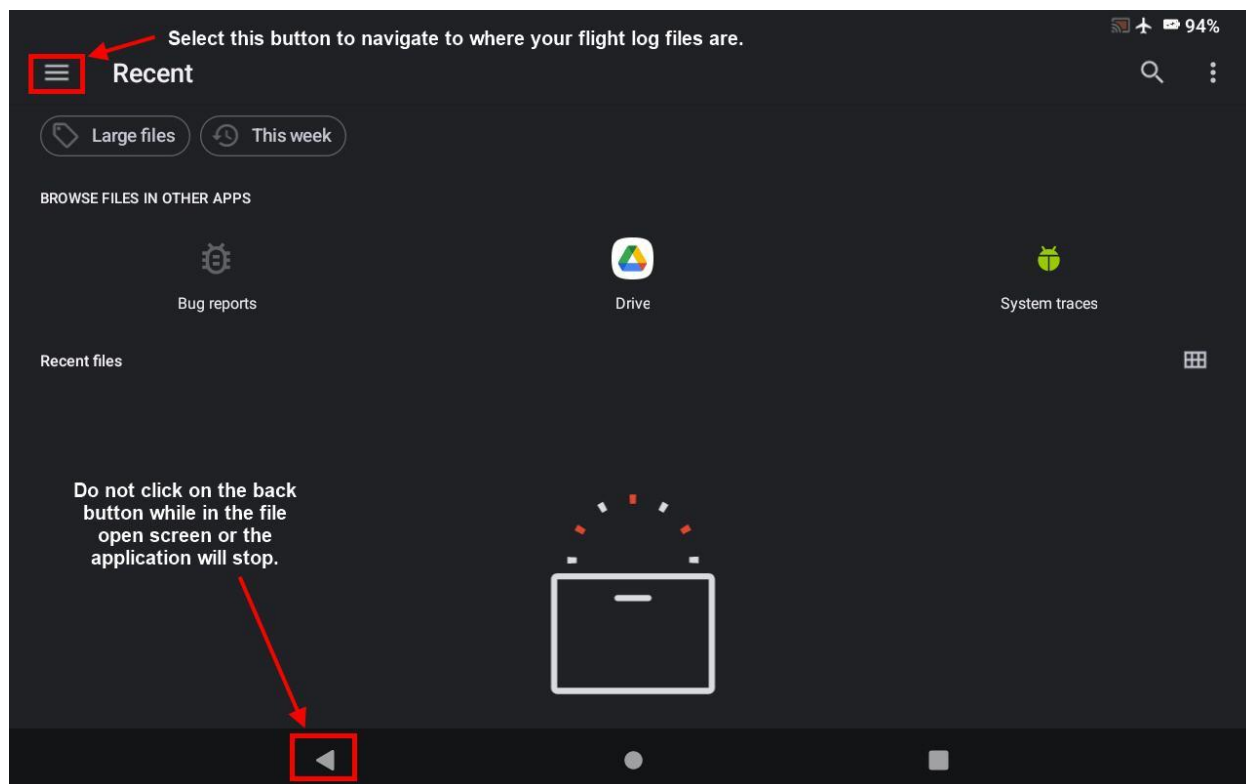 Select this button to navigate to where your flight log files are.
94%
Recent
Large files
This week
BROWSE FILES IN OTHER APPS
Bug reports
Drive
System traces
Recent files
Do not click on the back
button while in the file
open screen or the
application will stop.